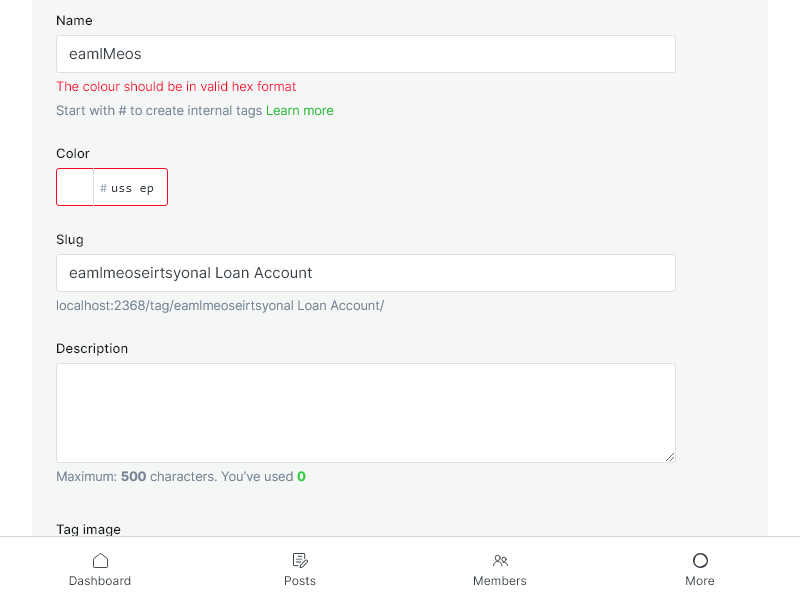 Name
eamlMeos
The colour should be in valid hex format
Start with # to create internal tags Learn more
Color
# uss ep
Slug
eamlmeoseirtsyonal Loan Account
localhost:2368/tag/eamlmeoseirtsyonal Loan Account/
Description
Maximum: 500 characters. You've used 0
Tag image
Dashboard
Posts
Members
More